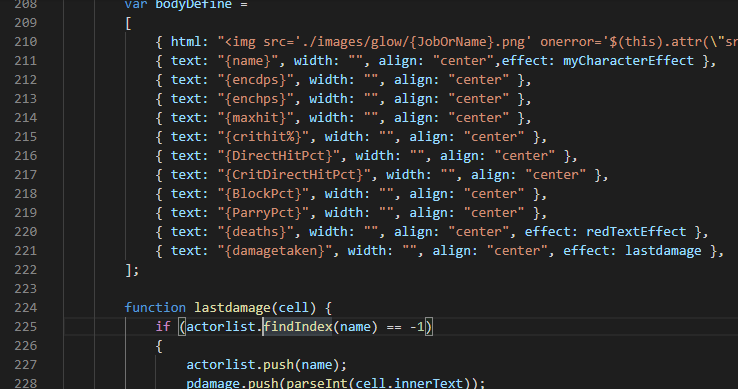 208 var bodyDefine =
209 [
210 { html: "<img src='./images/glow/{JobOrName}.png' onerror='$(this).attr(\"sr
211 { text: "{name}", width: "", align: "center",effect: myCharacterEffect },
212 { text: "{encdps}", width: "", align: "center" },
213 { text: "{enchps}", width: "", align: "center" },
214 { text: "{maxhit}", width: "", align: "center" },
215 { text: "{crithit%}", width: "", align: "center" },
216 { text: "{DirectHitPct}", width: "", align: "center" },
217 { text: "{CritDirectHitPct}", width: "", align: "center" },
218 { text: "{BlockPct}", width: "", align: "center" },
219 { text: "{ParryPct}", width: "", align: "center" },
220 { text: "{deaths}", width: "", align: "center", effect: redTextEffect },
221 { text: "{damagetaken}", width: "", align: "center", effect: lastdamage },
222 ];
223
224 function lastdamage(cell) {
225 if (actorlist.findIndex(name) == -1)
226 {
227 actorlist.push(name);
228 pdamage.push(parseInt(cell.innerText));